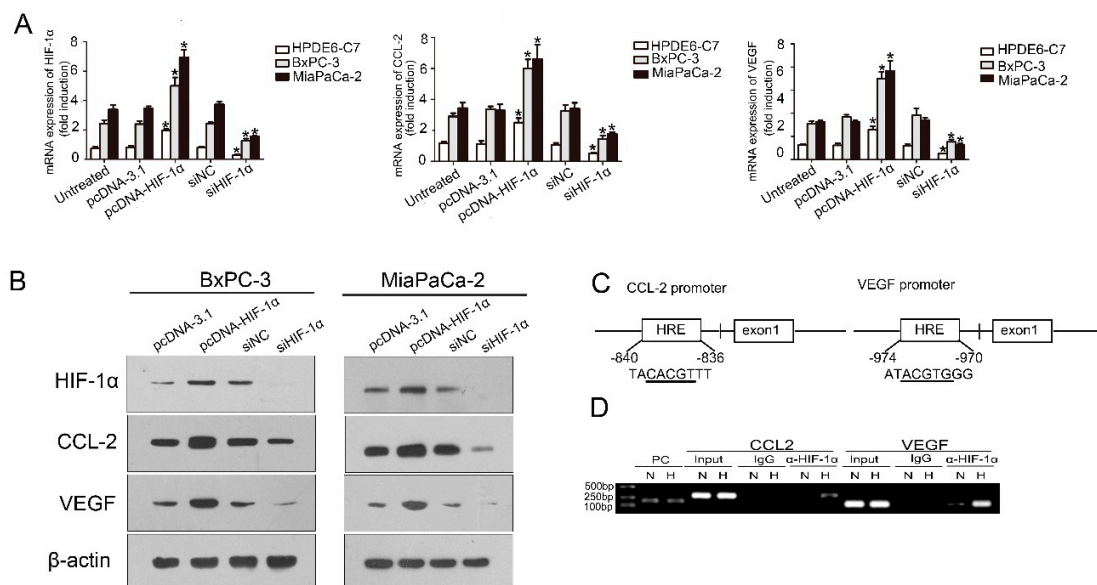 A
mRNA expression of HIF-1α
(fold induction)
8
6
4
2
0
HPDE6-C7
BxPC-3
MiaPaCa-2
* * * * * *
Untreated
pcDNA-3.1
pcDNA-HIF-1α
siNC
siHIF-1α
mRNA expression of CCL-2
(fold induction)
8
6
4
2
0
HPDE6-C7
BxPC-3
MiaPaCa-2
* * * * * *
Untreated
pcDNA-3.1
pcDNA-HIF-1α
siNC
siHIF-1α
mRNA expression of VEGF
(fold induction)
8
6
4
2
0
HPDE6-C7
BxPC-3
MiaPaCa-2
* * * * * *
Untreated
pcDNA-3.1
pcDNA-HIF-1α
siNC
siHIF-1α
B
BxPC-3
MiaPaCa-2
pcDNA-3.1 pcDNA-HIF-1α siNC siHIF-1α
pcDNA-3.1 pcDNA-HIF-1α siNC siHIF-1α
HIF-1α
CCL-2
VEGF
β-actin
C
CCL-2 promoter
VEGF promoter
HRE exon1
HRE exon1
-840 -836
-974 -970
TACACGTTT
ATACGTGGG
D
CCL2 VEGF
PC Input IgG α-HIF-1α Input IgG α-HIF-1α
N H N H N H N H N H N H N H
500bp
250bp
100bp